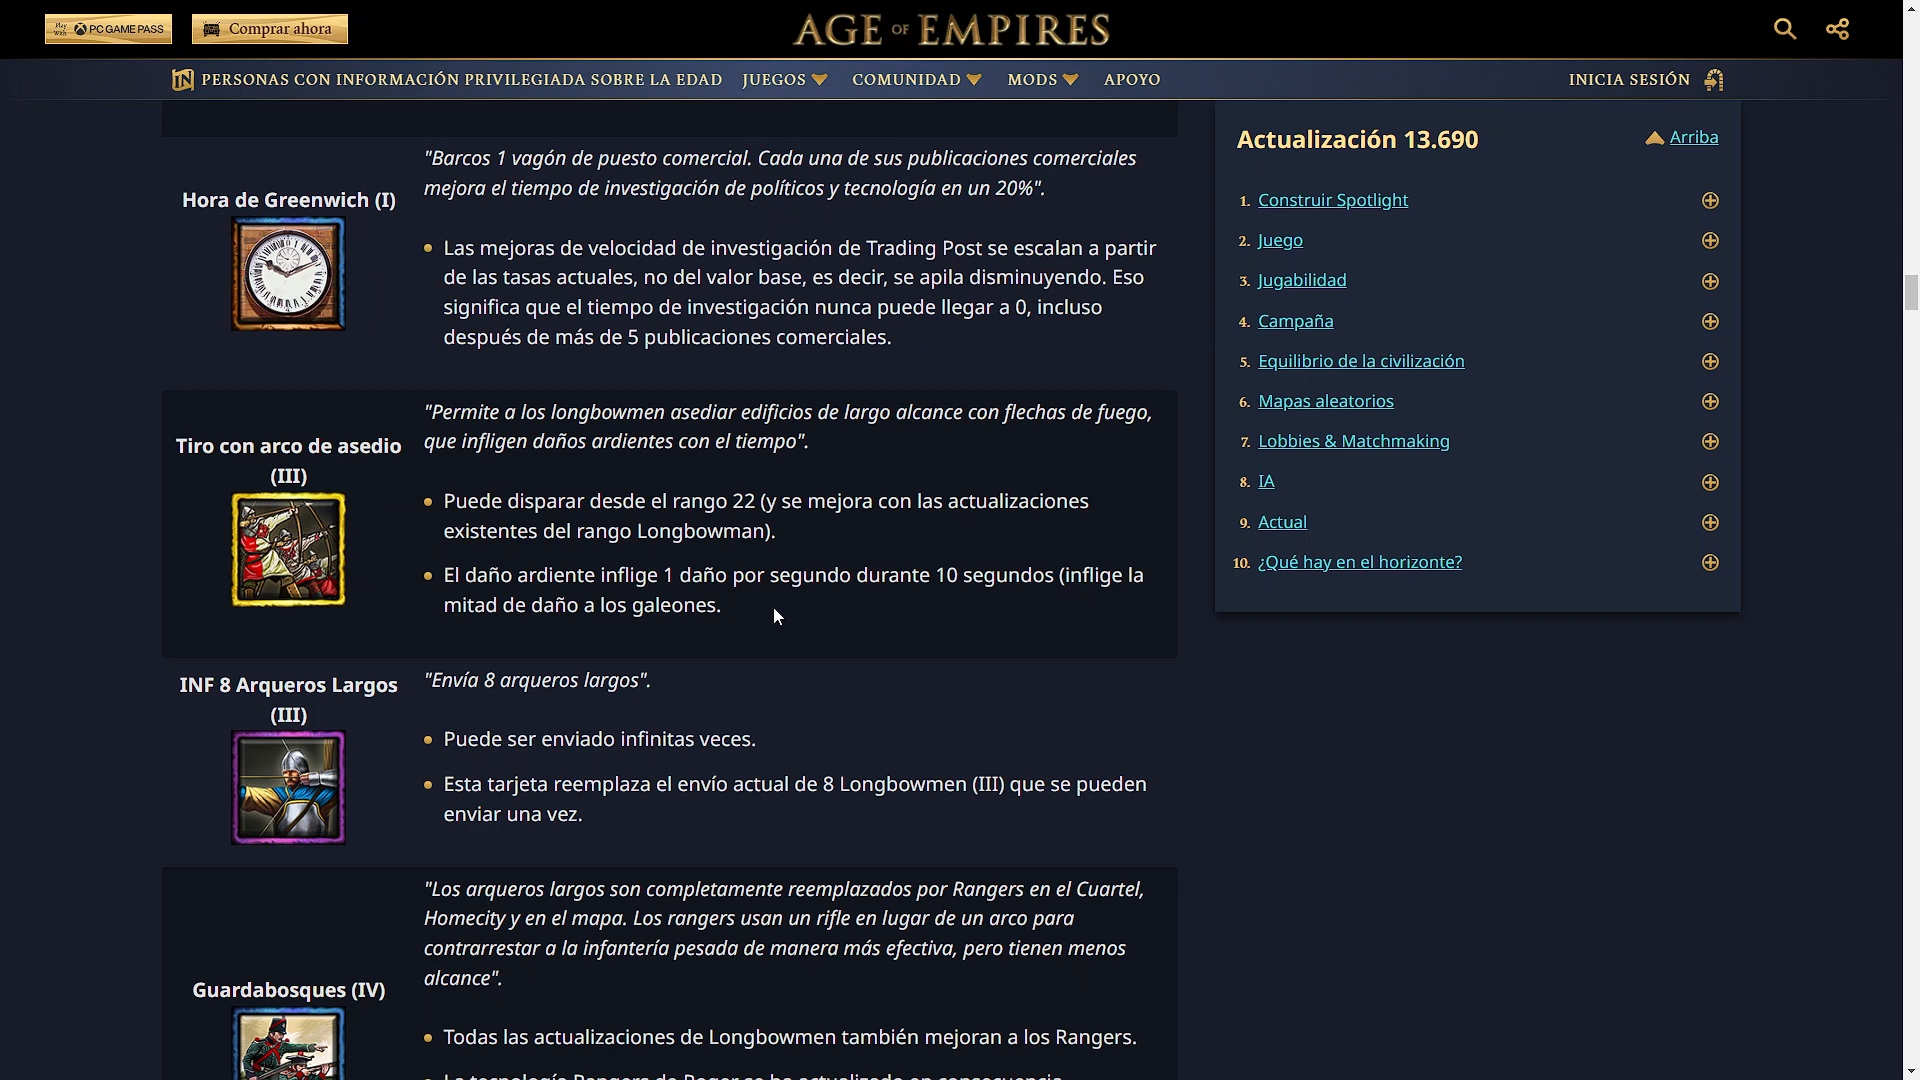 Play With PC GAME PASS
Comprar ahora
AGE OF EMPIRES
PERSONAS CON INFORMACIÓN PRIVILEGIADA SOBRE LA EDAD JUEGOS COMUNIDAD MODS APOYO INICIA SESIÓN
Hora de Greenwich (I)
"Barcos 1 vagón de puesto comercial. Cada una de sus publicaciones comerciales
mejora el tiempo de investigación de políticos y tecnología en un 20%".
Las mejoras de velocidad de investigación de Trading Post se escalan a partir
de las tasas actuales, no del valor base, es decir, se apila disminuyendo. Eso
significa que el tiempo de investigación nunca puede llegar a 0, incluso
después de más de 5 publicaciones comerciales.
Tiro con arco de asedio
(III)
"Permite a los longbowmen asediar edificios de largo alcance con flechas de fuego,
que infligen daños ardientes con el tiempo".
Puede disparar desde el rango 22 (y se mejora con las actualizaciones
existentes del rango Longbowman).
El daño ardiente inflige 1 daño por segundo durante 10 segundos (inflige la
mitad de daño a los galeones.
INF 8 Arqueros Largos
(III)
"Envía 8 arqueros largos".
Puede ser enviado infinitas veces.
Esta tarjeta reemplaza el envío actual de 8 Longbowmen (III) que se pueden
enviar una vez.
Guardabosques (IV)
"Los arqueros largos son completamente reemplazados por Rangers en el Cuartel,
Homecity y en el mapa. Los rangers usan un rifle en lugar de un arco para
contrarrestar a la infantería pesada de manera más efectiva, pero tienen menos
alcance".
Todas las actualizaciones de Longbowmen también mejoran a los Rangers.
La tecnología Rangers de Roger se ha actualizado en consecuencia
Actualización 13.690
Arriba
1. Construir Spotlight
2. Juego
3. Jugabilidad
4. Campaña
5. Equilibrio de la civilización
6. Mapas aleatorios
7. Lobbies & Matchmaking
8. IA
9. Actual
10. ¿Qué hay en el horizonte?